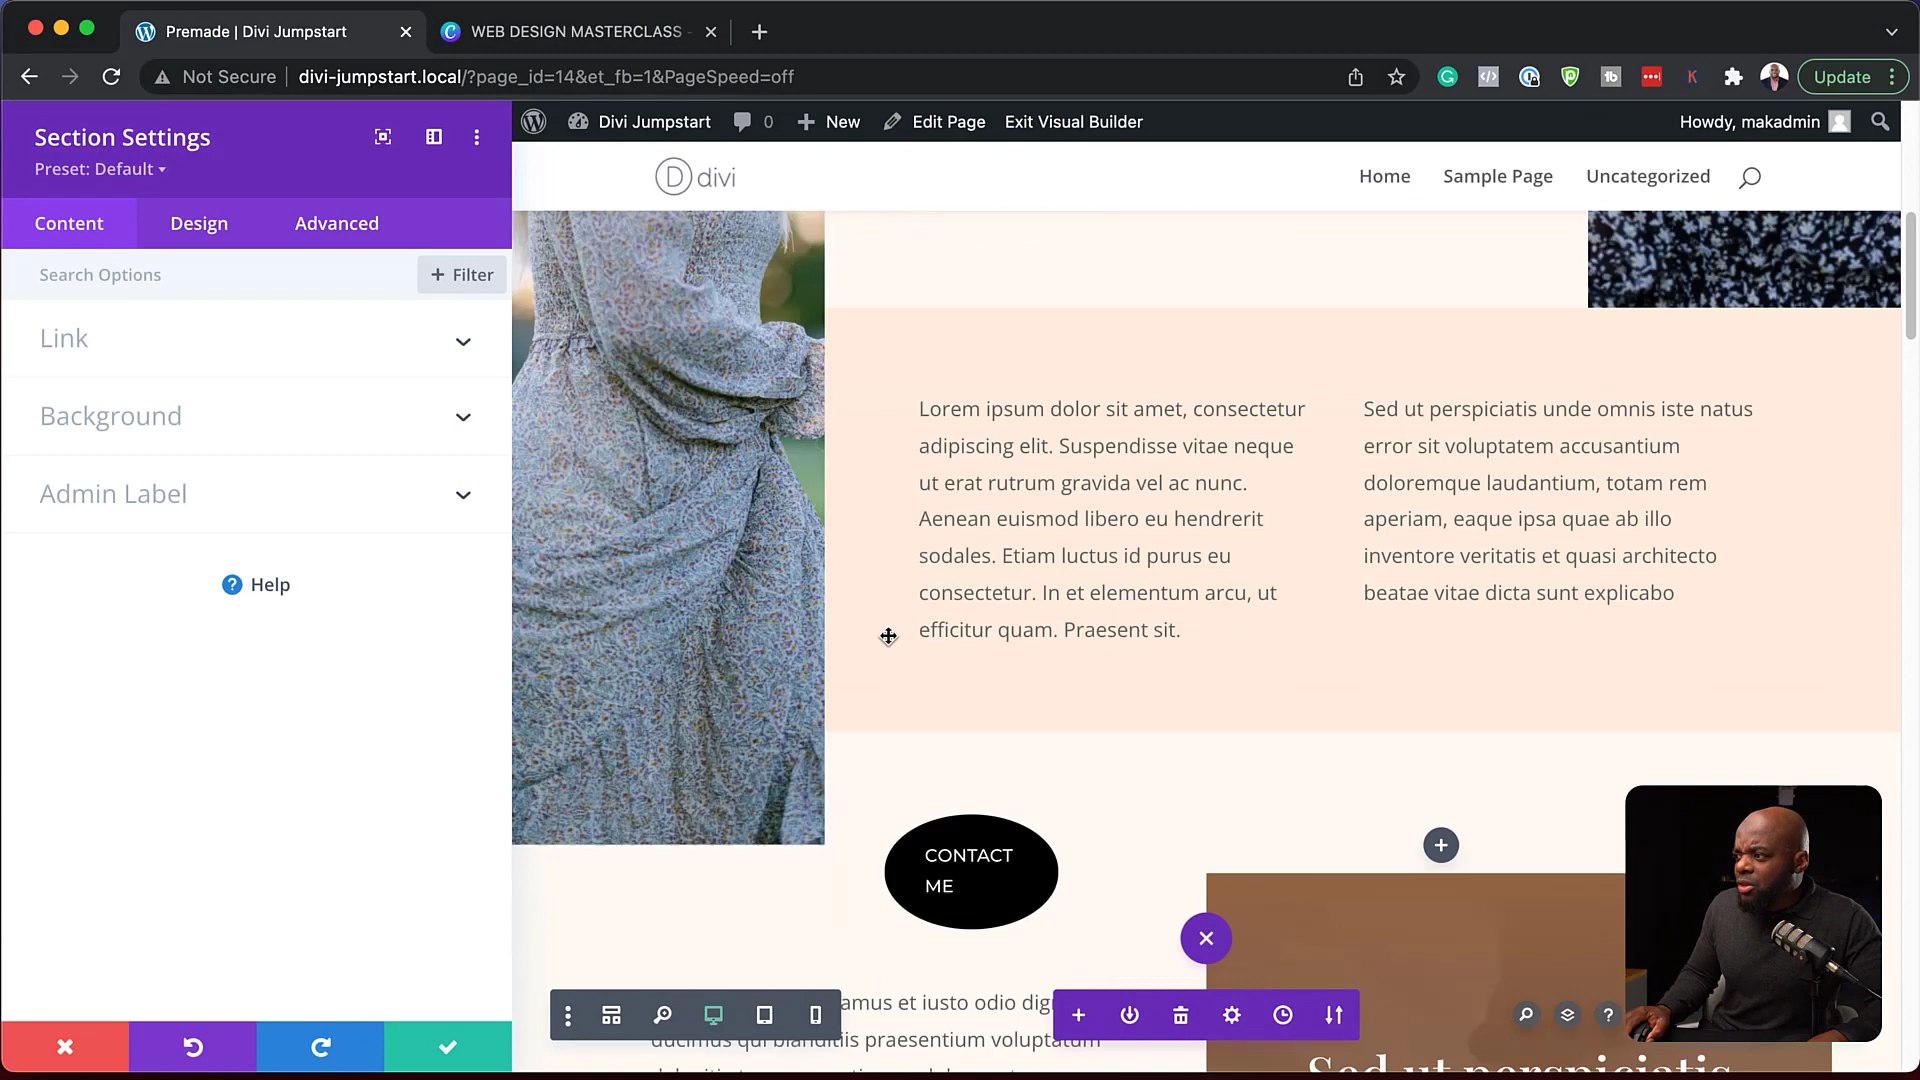 Premade | Divi Jumpstart
WEB DESIGN MASTERCLASS -
Not Secure
divi-jumpstart.local/?page_id=14&et_fb=1&PageSpeed=off
Update
Section Settings
Preset: Default
Content
Design
Advanced
Search Options
+ Filter
Link
Background
Admin Label
? Help
Divi Jumpstart
0
New
Edit Page
Exit Visual Builder
Howdy, makadmin
D divi
Home
Sample Page
Uncategorized
Lorem ipsum dolor sit amet, consectetur
adipiscing elit. Suspendisse vitae neque
ut erat rutrum gravida vel ac nunc.
Aenean euismod libero eu hendrerit
sodales. Etiam luctus id purus eu
consectetur. In et elementum arcu, ut
efficitur quam. Praesent sit.
Sed ut perspiciatis unde omnis iste natus
error sit voluptatem accusantium
doloremque laudantium, totam rem
aperiam, eaque ipsa quae ab illo
inventore veritatis et quasi architecto
beatae vitae dicta sunt explicabo
CONTACT
ME
amus et iusto odio dig
ducimus qui blanditiis praesentium voluptatum
Sed ut perspiciatis